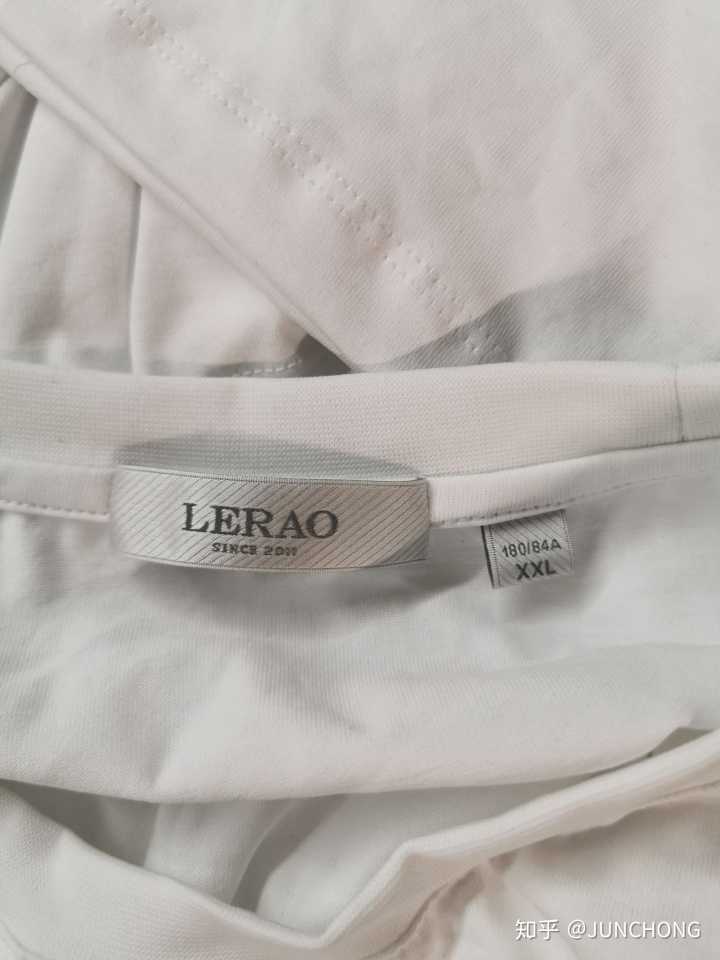 LERAO
SINCE 2011
180/84A
XXL
知乎 @JUNCHONG